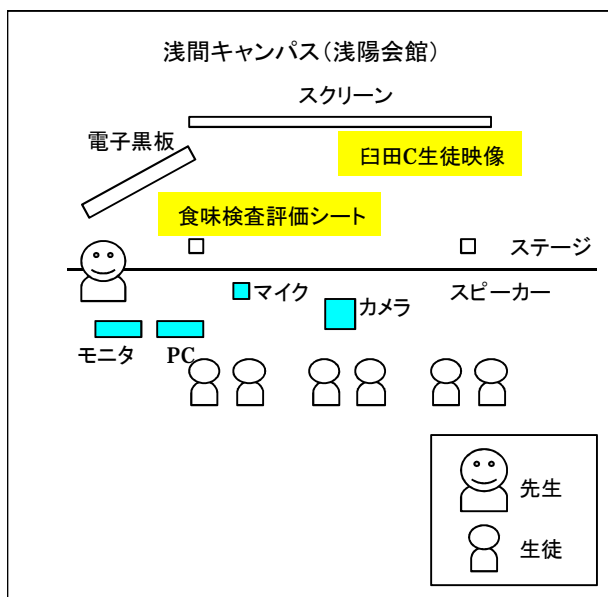 浅間キャンパス（浅陽会館）
スクリーン
電子黒板
臼田C生徒映像
食味検査評価シート
ステージ
マイク
スピーカー
カメラ
モニタ
PC
先生
生徒